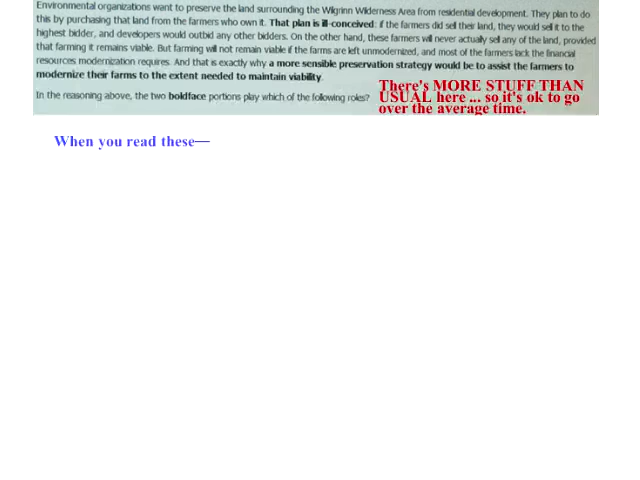 Environmental organizations want to preserve the land surrounding the Wilgrinn Wilderness Area from residential development. They plan to do
this by purchasing that land from the farmers who own it. That plan is ill-conceived: if the farmers did sell their land, they would sell it to the
highest bidder, and developers would outbid any other bidders. On the other hand, these farmers will never actually sell any of the land, provided
that farming it remains viable. But farming will not remain viable if the farms are left unmodernized, and most of the farmers lack the financial
resources modernization requires. And that is exactly why a more sensible preservation strategy would be to assist the farmers to
modernize their farms to the extent needed to maintain viability.
In the reasoning above, the two boldface portions play which of the following roles?
There's MORE STUFF THAN
USUAL here ... so it's ok to go
over the average time.
When you read these—